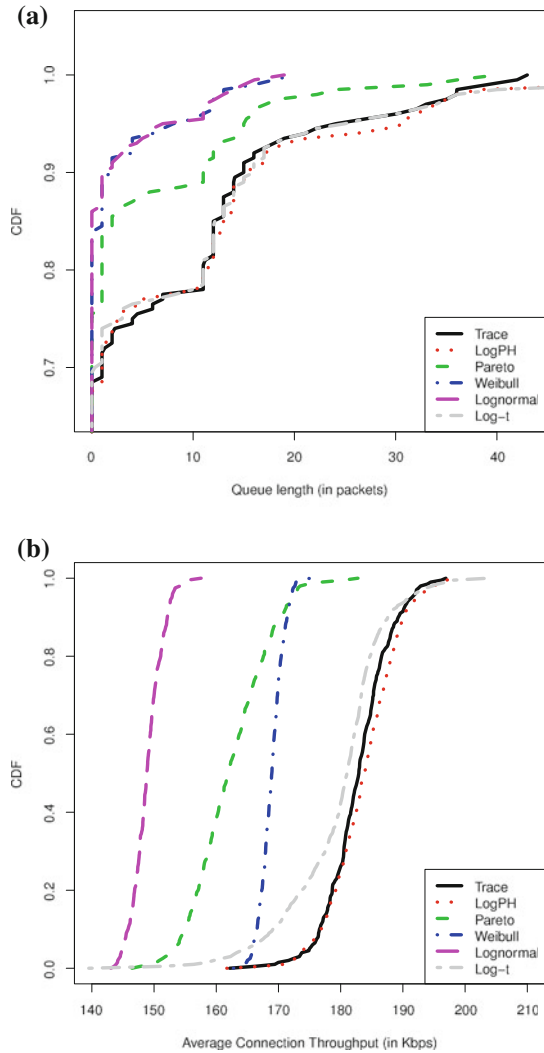 (a)
CDF
1.0
0.9
0.8
0.7
0 10 20 30 40
Queue length (in packets)
Trace
LogPH
Pareto
Weibull
Lognormal
Log-t
(b)
CDF
1.0
0.8
0.6
0.4
0.2
0.0
140 150 160 170 180 190 200 210
Average Connection Throughput (in Kbps)
Trace
LogPH
Pareto
Weibull
Lognormal
Log-t